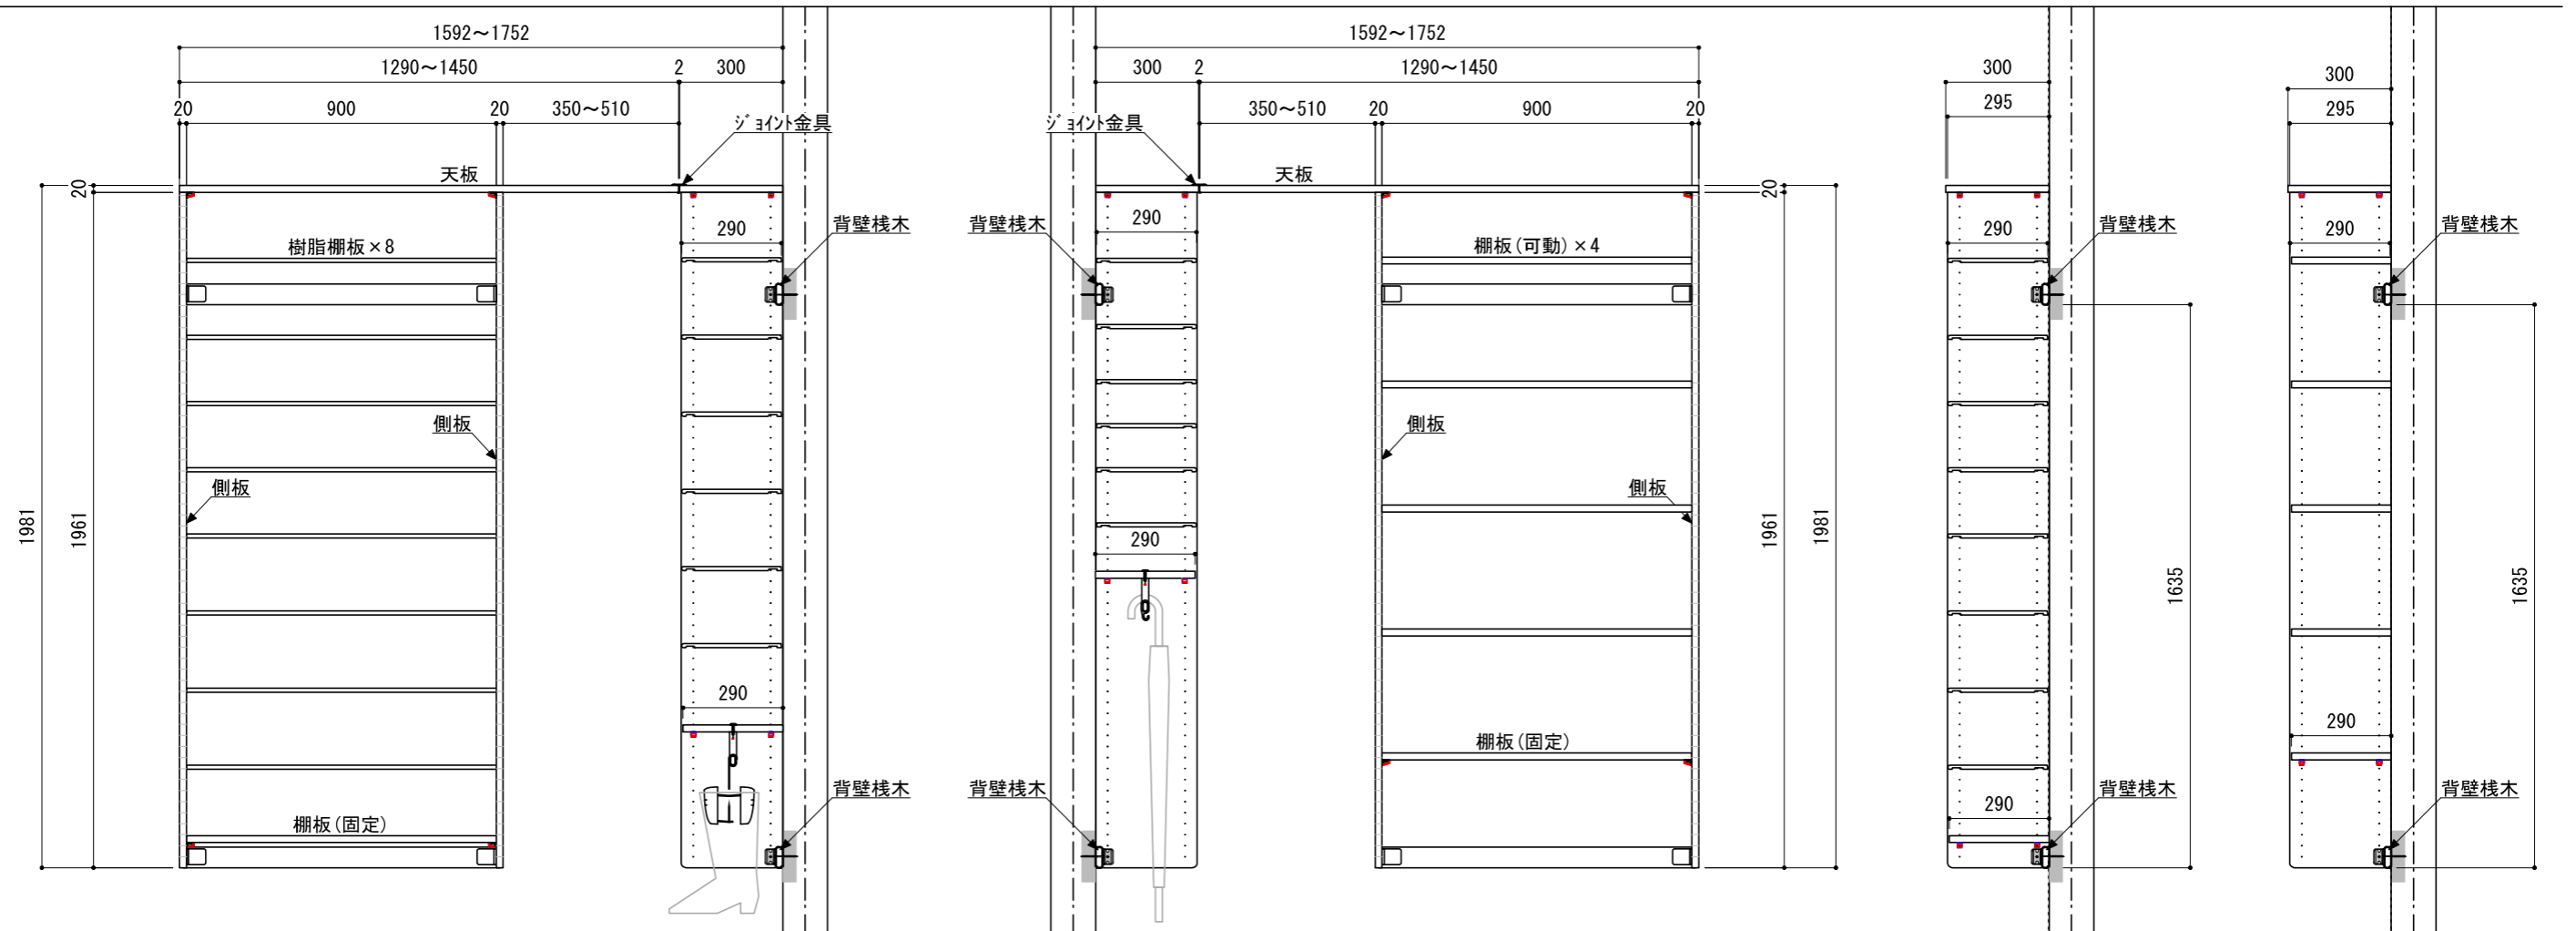 1592～1752
1290～1450
2
300
20
900
20
350～510
ｼﾞｮｲﾝﾄ金具
天板
20
1981
1961
樹脂棚板×8
側板
側板
棚板(固定)
290
290
背壁桟木
背壁桟木
1592～1752
300
2
1290～1450
350～510
20
900
20
ｼﾞｮｲﾝﾄ金具
天板
20
290
290
背壁桟木
背壁桟木
棚板(可動)×4
側板
側板
棚板(固定)
1961
1981
300
295
290
背壁桟木
1635
290
背壁桟木
300
295
290
背壁桟木
1635
290
背壁桟木